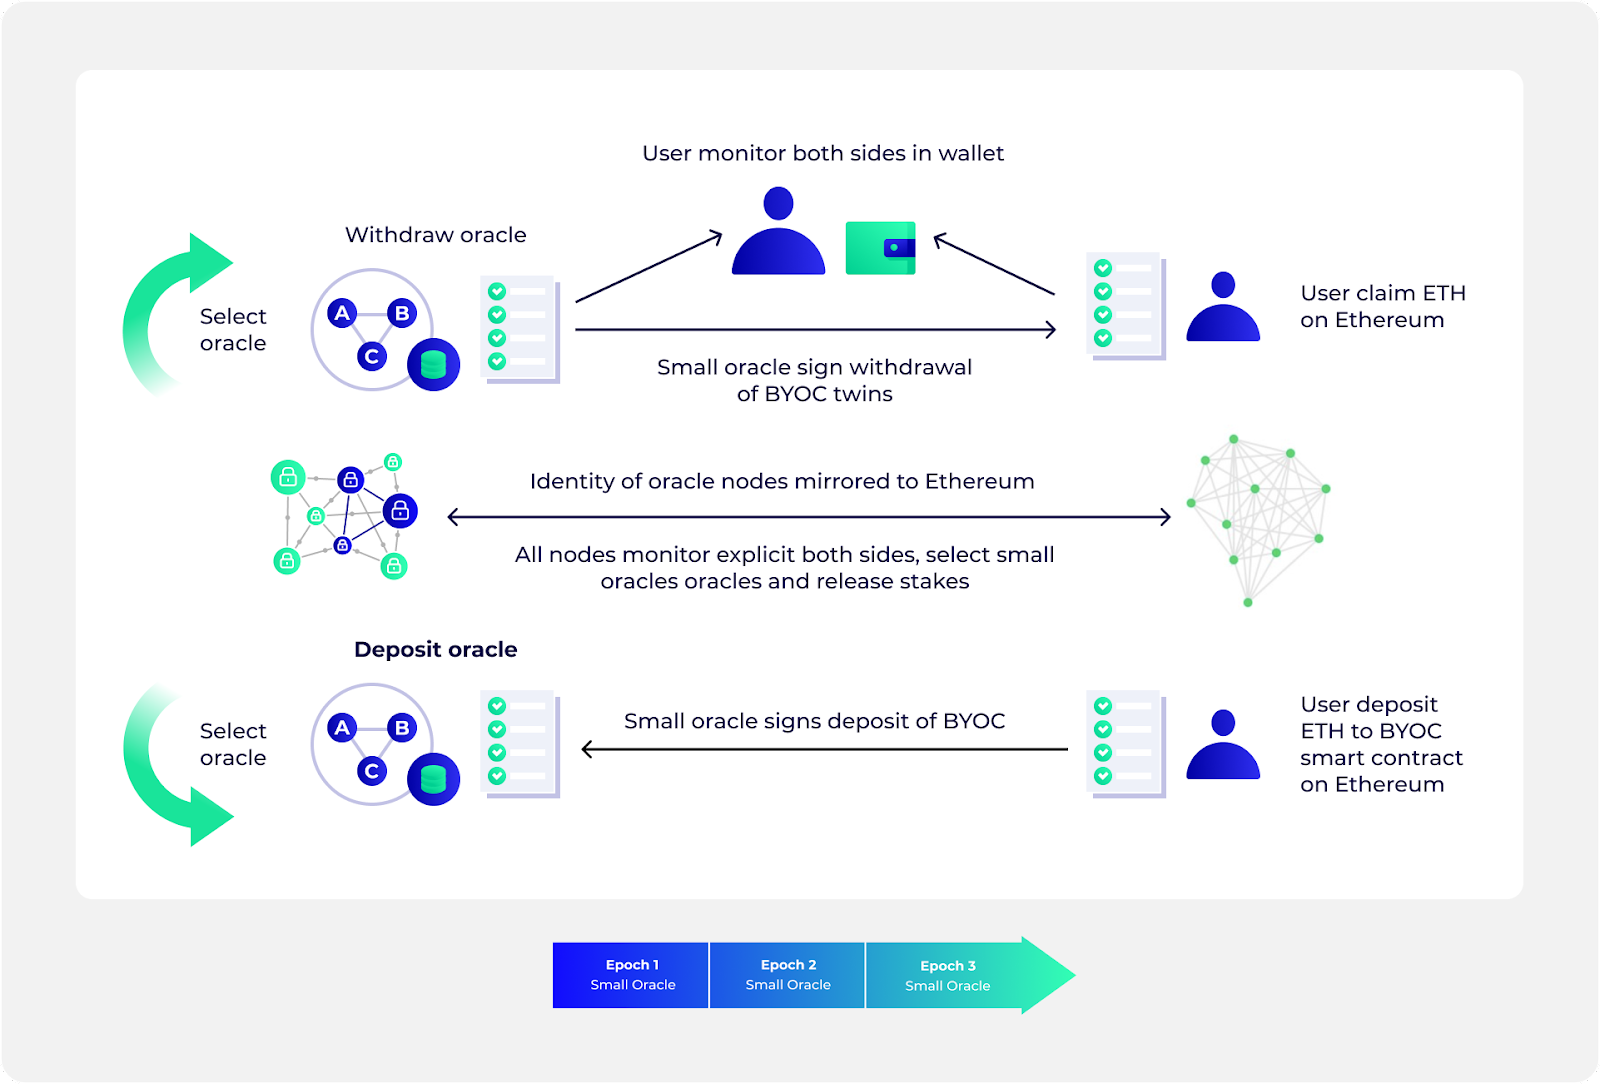 User monitor both sides in wallet
Withdraw oracle
Select
oracle
A
B
C
User claim ETH
on Ethereum
Small oracle sign withdrawal
of BYOC twins
Identity of oracle nodes mirrored to Ethereum
All nodes monitor explicit both sides, select small
oracles oracles and release stakes
Deposit oracle
Select
oracle
A
B
C
Small oracle signs deposit of BYOC
User deposit
ETH to BYOC
smart contract
on Ethereum
Epoch 1
Small Oracle
Epoch 2
Small Oracle
Epoch 3
Small Oracle